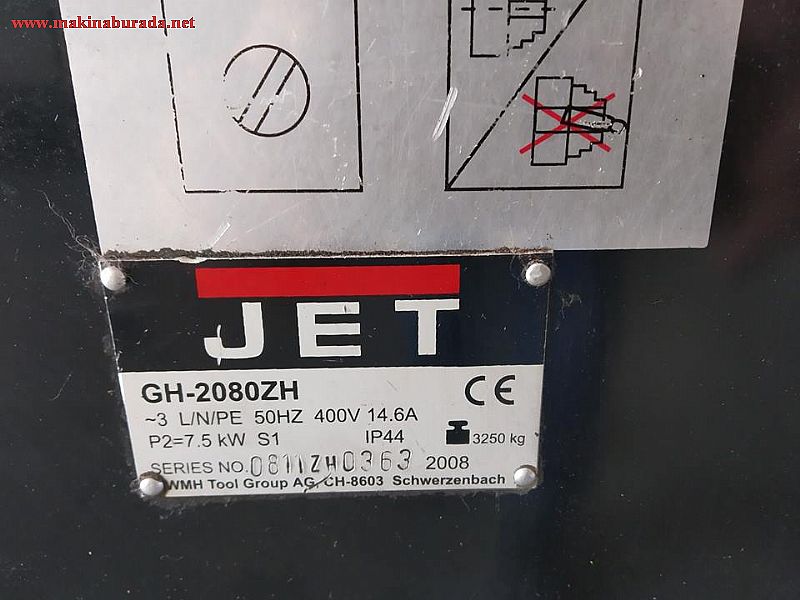 www.makinaburada.net
JET
GH-2080ZH CE
~3 L/N/PE 50HZ 400V 14.6A
P2=7.5 kW S1 IP44 3250 kg
SERIES NO. 0811ZH0363 2008
WMH Tool Group AG, CH-8603 Schwerzenbach